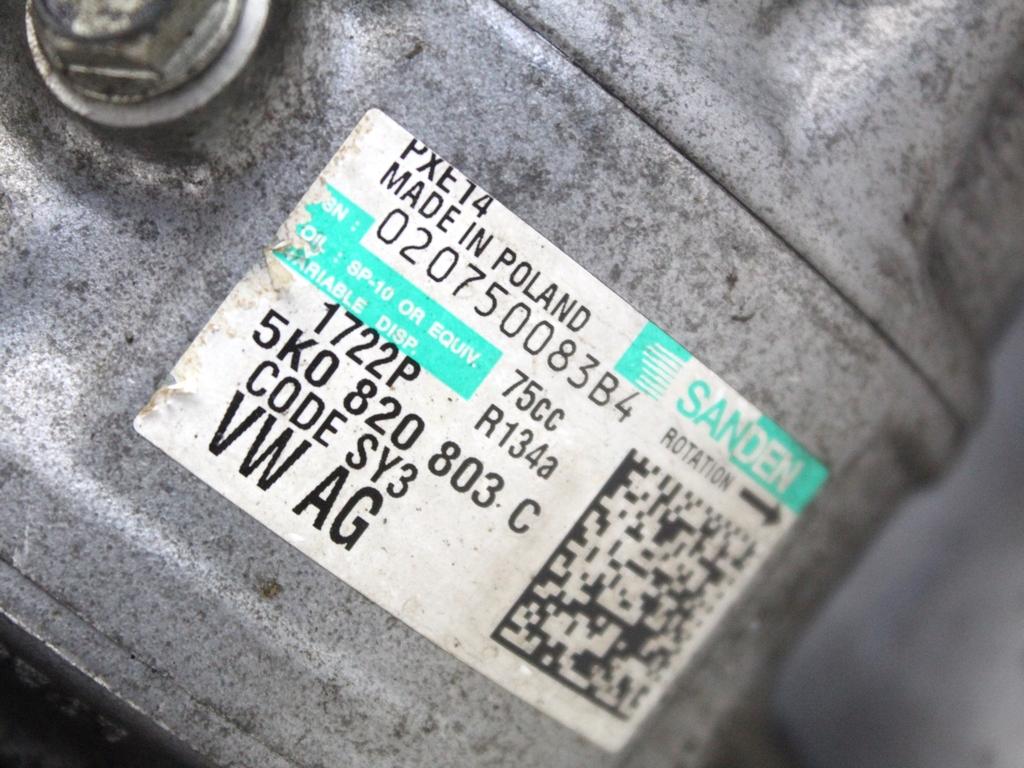 PXE14
MADE IN POLAND
SN : 020750083B4
OIL : SP-10 OR EQUIV. 75cc
VARIABLE DISP R134a
1722P
5K0 820 803 C
CODE SY3
VW AG
SANDEN
ROTATION →